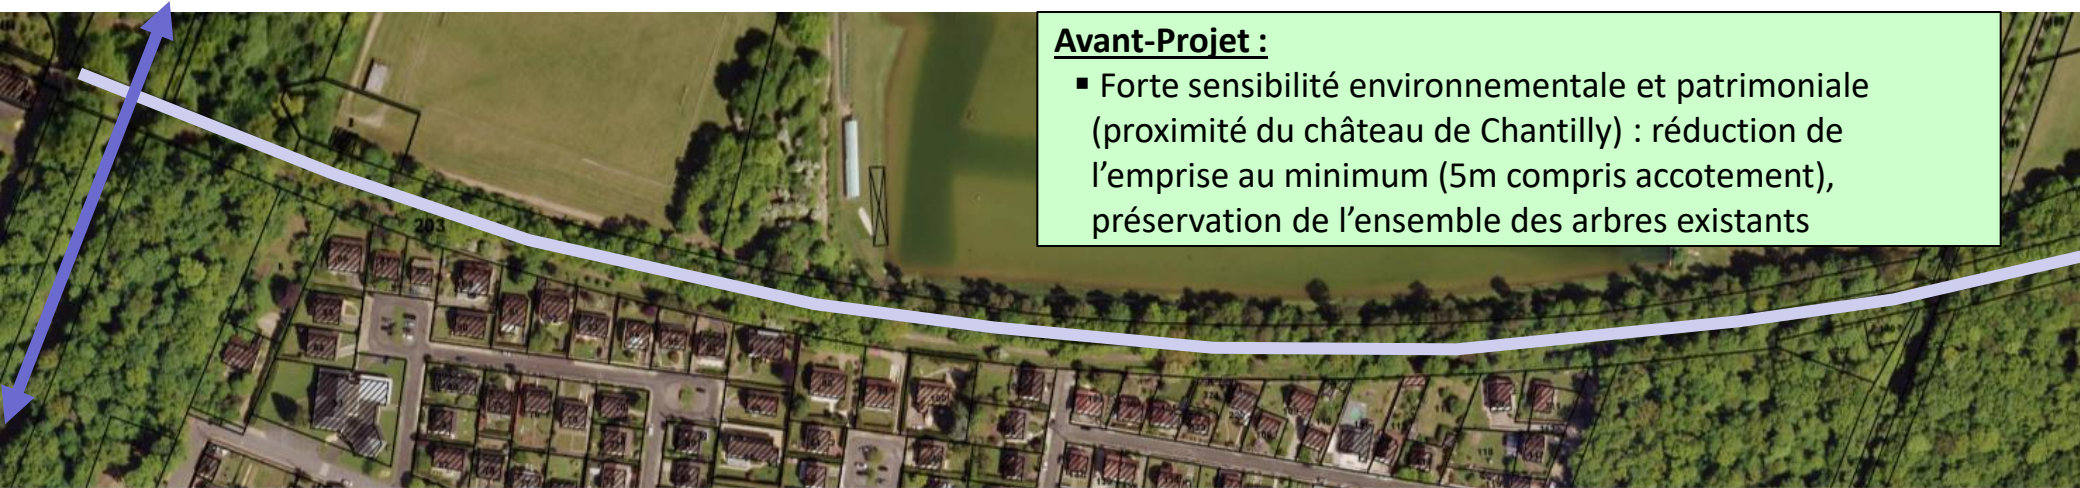 Avant-Projet :
▪ Forte sensibilité environnementale et patrimoniale
(proximité du château de Chantilly) : réduction de
l’emprise au minimum (5m compris accotement),
préservation de l’ensemble des arbres existants
203